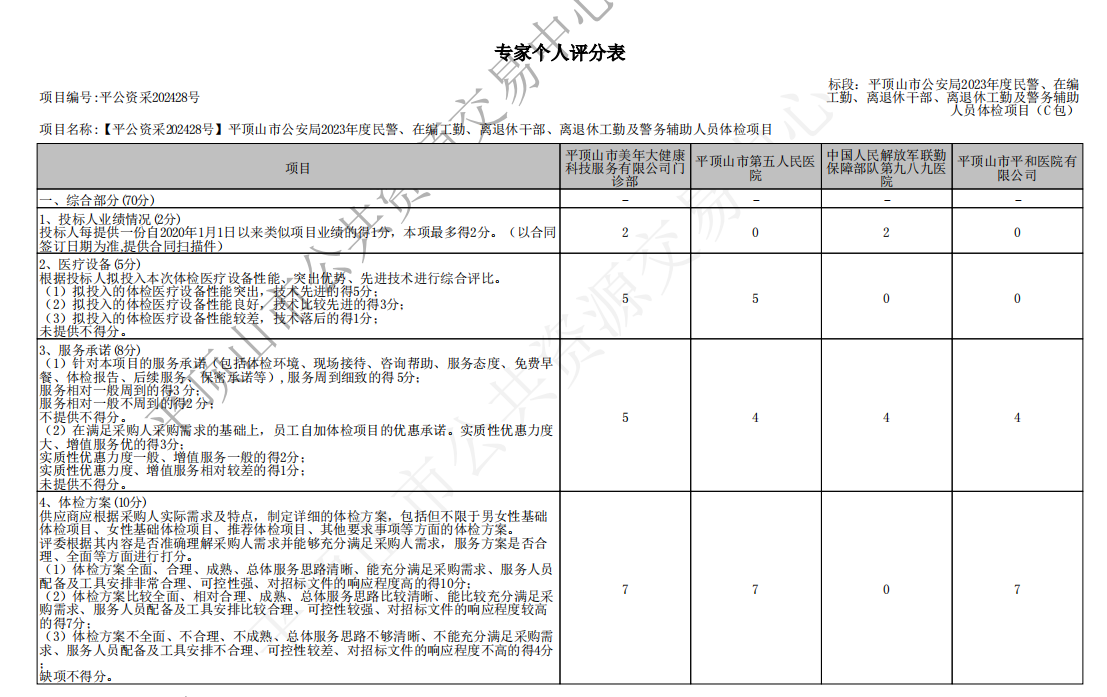 专家个人评分表
项目编号:平公资采202428号
标段：平顶山市公安局2023年度民警、在编
工勤、离退休干部、离退休工勤及警务辅助
人员体检项目（C包）
项目名称:【平公资采202428号】平顶山市公安局2023年度民警、在编工勤、离退休干部、离退休工勤及警务辅助人员体检项目
项目
平顶山市美年大健康
科技服务有限公司门
诊部
平顶山市第五人民医
院
中国人民解放军联勤
保障部队第九八九医
院
平顶山市平和医院有
限公司
一、综合部分(70分)
－ － － －
1、投标人业绩情况(2分)
投标人每提供一份自2020年1月1日以来类似项目业绩的得1分，本项最多得2分。（以合同
签订日期为准,提供合同扫描件）
2 0 2 0
2、医疗设备(5分)
根据投标人拟投入本次体检医疗设备性能、突出优势、先进技术进行综合评比。
（1）拟投入的体检医疗设备性能突出，技术先进的得5分；
（2）拟投入的体检医疗设备性能良好，技术比较先进的得3分；
（3）拟投入的体检医疗设备性能较差，技术落后的得1分；
未提供不得分。
5 5 0 0
3、服务承诺(8分)
（1）针对本项目的服务承诺（包括体检环境、现场接待、咨询帮助、服务态度、免费早
餐、体检报告、后续服务、保密承诺等）,服务周到细致的得 5分；
服务相对一般周到的得3 分；
服务相对一般不周到的得2 分；
不提供不得分。
（2）在满足采购人采购需求的基础上，员工自加体检项目的优惠承诺。实质性优惠力度
大、增值服务优的得3分；
实质性优惠力度一般、增值服务一般的得2分；
实质性优惠力度、增值服务相对较差的得1分；
未提供不得分。
5 4 4 4
4、体检方案(10分)
供应商应根据采购人实际需求及特点，制定详细的体检方案，包括但不限于男女性基础
体检项目、女性基础体检项目、推荐体检项目、其他要求事项等方面的体检方案。
评委根据其内容是否准确理解采购人需求并能够充分满足采购人需求，服务方案是否合
理、全面等方面进行打分。
（1）体检方案全面、合理、成熟、总体服务思路清晰、能充分满足采购需求、服务人员
配备及工具安排非常合理、可控性强、对招标文件的响应程度高的得10分；
（2）体检方案比较全面、相对合理、成熟、总体服务思路比较清晰、能比较充分满足采
购需求、服务人员配备及工具安排比较合理、可控性较强、对招标文件的响应程度较高
的得7分；
（3）体检方案不全面、不合理、不成熟、总体服务思路不够清晰、不能充分满足采购需
求、服务人员配备及工具安排不合理、可控性较差、对招标文件的响应程度不高的得4分
；
缺项不得分。
7 7 0 7
平顶山市公共资源交易中心
平顶山市公共资源交易中心